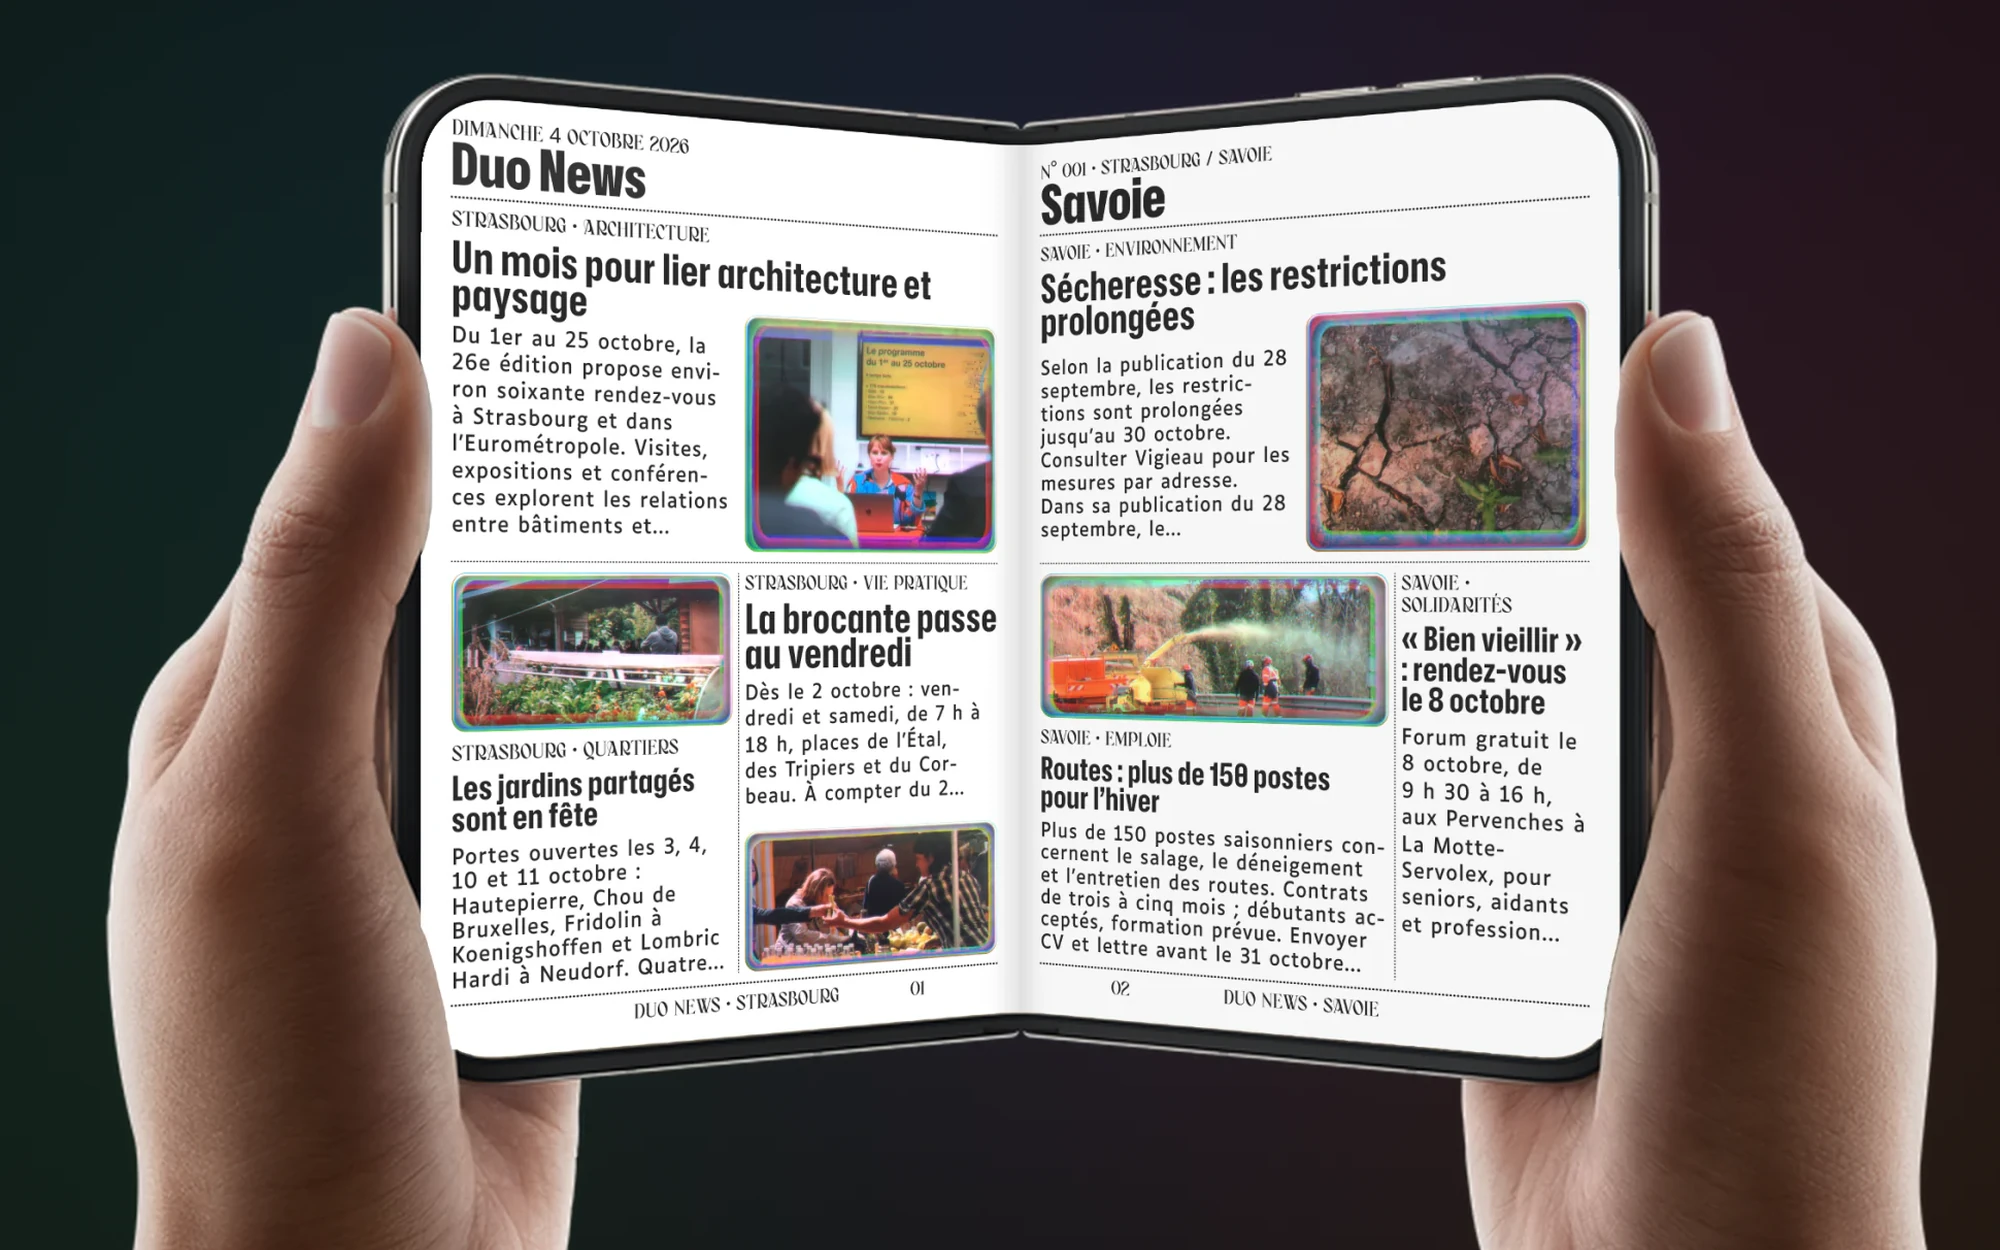 DIMANCHE 4 OCTOBRE 2026
Duo News
STRASBOURG • ARCHITECTURE
Un mois pour lier architecture et
paysage
Du 1er au 25 octobre, la
26e édition propose envi-
ron soixante rendez-vous
à Strasbourg et dans
l’Eurométropole. Visites,
expositions et conféren-
ces explorent les relations
entre bâtiments et...
Le programme
du 1er au 25 octobre
STRASBOURG • QUARTIERS
Les jardins partagés
sont en fête
Portes ouvertes les 3, 4,
10 et 11 octobre :
Hautepierre, Chou de
Bruxelles, Fridolin à
Koenigshoffen et Lombric
Hardi à Neudorf. Quatre...
STRASBOURG • VIE PRATIQUE
La brocante passe
au vendredi
Dès le 2 octobre : ven-
dredi et samedi, de 7 h à
18 h, places de l’Étal,
des Tripiers et du Cor-
beau. À compter du 2...
DUO NEWS • STRASBOURG
01
N° 001 • STRASBOURG / SAVOIE
Savoie
SAVOIE • ENVIRONNEMENT
Sécheresse : les restrictions
prolongées
Selon la publication du 28
septembre, les restric-
tions sont prolongées
jusqu’au 30 octobre.
Consulter Vigieau pour les
mesures par adresse.
Dans sa publication du 28
septembre, le...
SAVOIE • EMPLOIE
Routes : plus de 150 postes
pour l’hiver
Plus de 150 postes saisonniers con-
cernent le salage, le déneigement
et l’entretien des routes. Contrats
de trois à cinq mois ; débutants ac-
ceptés, formation prévue. Envoyer
CV et lettre avant le 31 octobre...
SAVOIE •
SOLIDARITÉS
« Bien vieillir »
: rendez-vous
le 8 octobre
Forum gratuit le
8 octobre, de
9 h 30 à 16 h,
aux Pervenches à
La Motte-
Servolex, pour
seniors, aidants
et profession...
02
DUO NEWS • SAVOIE